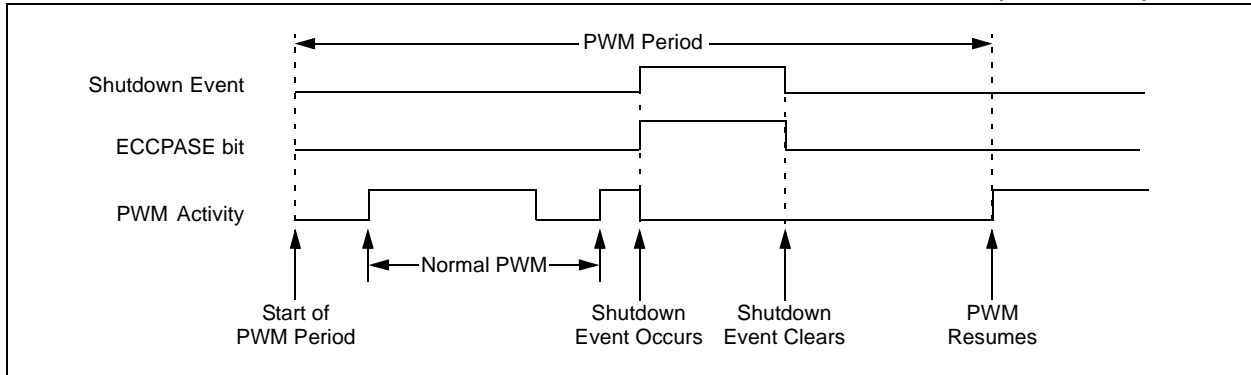 PWM Period
Shutdown Event
ECCPASE bit
PWM Activity
Normal PWM
Start of
PWM Period
Shutdown
Event Occurs
Shutdown
Event Clears
PWM
Resumes